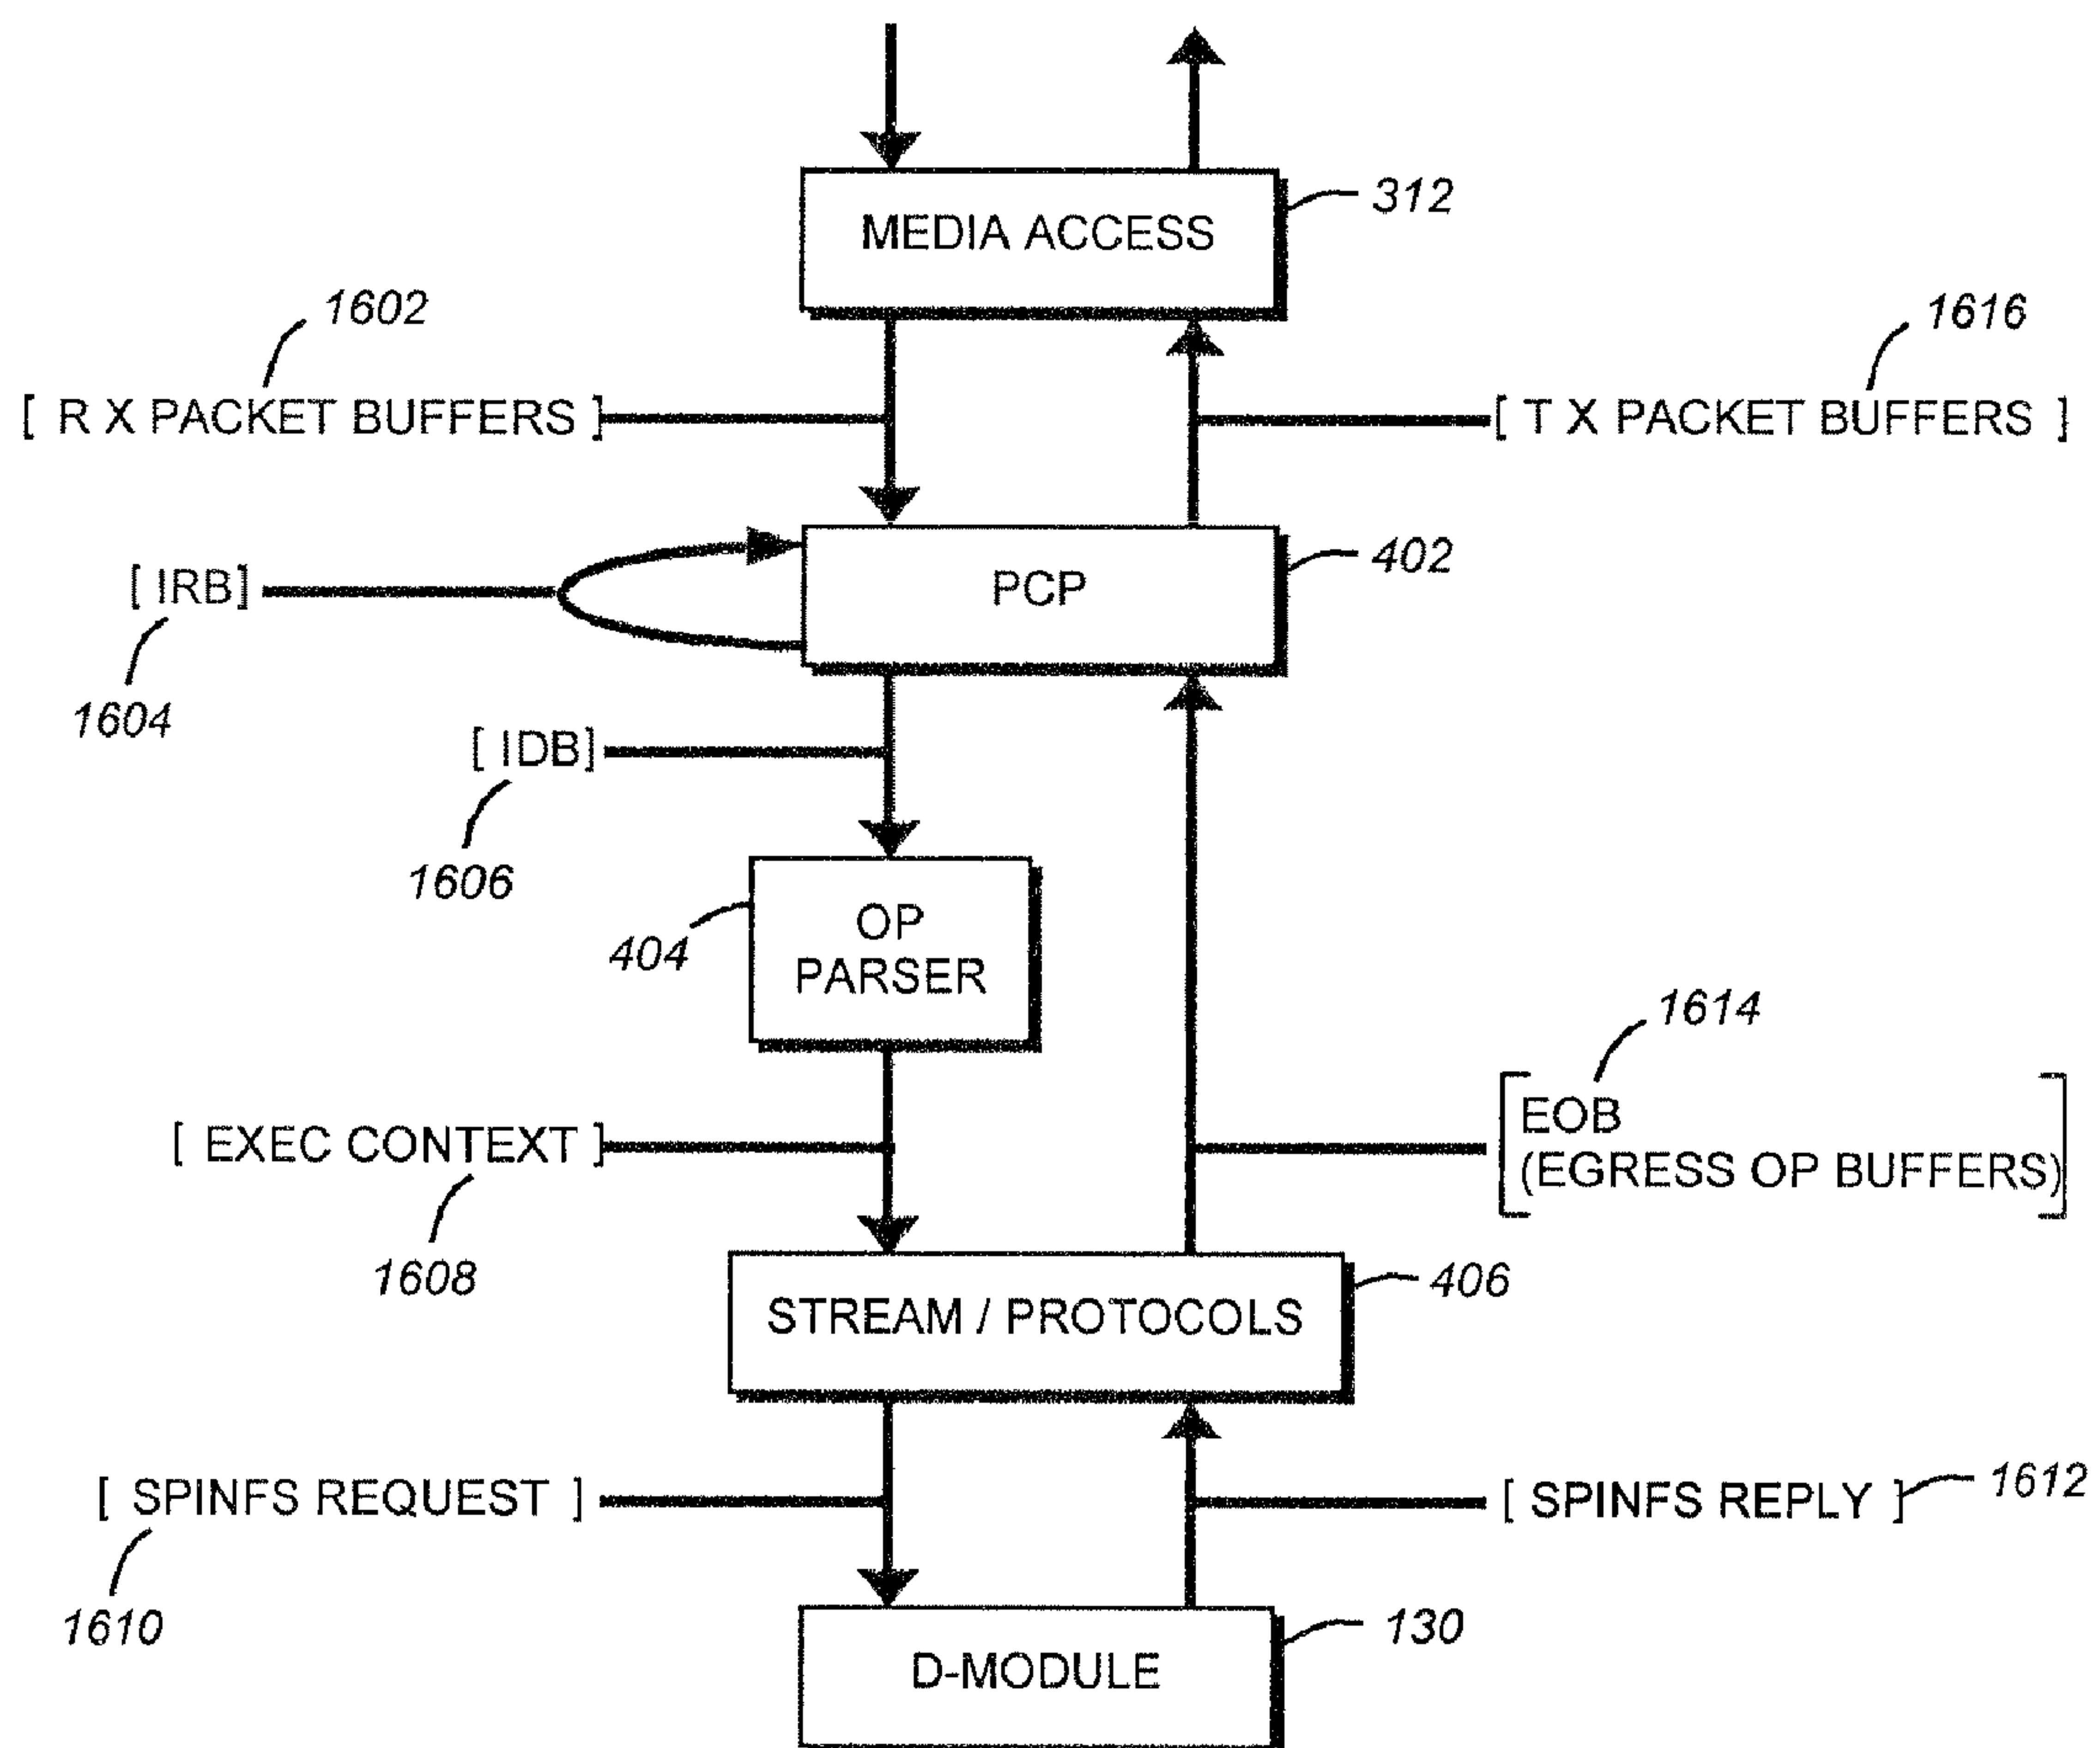 MEDIA ACCESS
312
1602
1616
[ R X PACKET BUFFERS ]
[ T X PACKET BUFFERS ]
[ IRB]
PCP
402
1604
[ IDB]
1606
OP
PARSER
404
1614
EOB
(EGRESS OP BUFFERS)
[ EXEC CONTEXT ]
1608
STREAM / PROTOCOLS
406
[ SPINFS REQUEST ]
[ SPINFS REPLY ]
1612
1610
D-MODULE
130